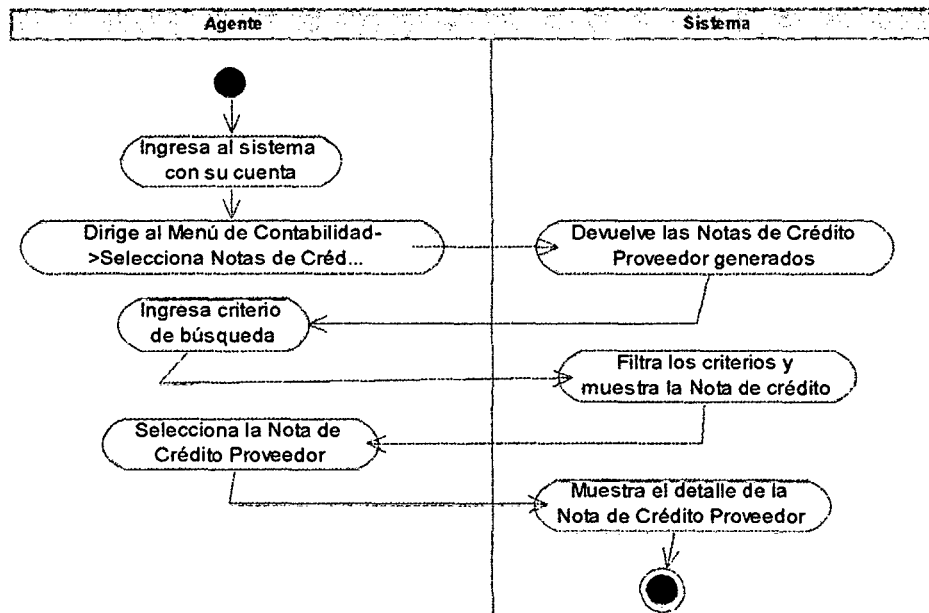 Agente
Sistema
Ingresa al sistema
con su cuenta
Dirige al Menú de Contabilidad-
>Selecciona Notas de Créd...
Devuelve las Notas de Crédito
Proveedor generados
Ingresa criterio
de búsqueda
Filtra los criterios y
muestra la Nota de crédito
Selecciona la Nota de
Crédito Proveedor
Muestra el detalle de la
Nota de Crédito Proveedor